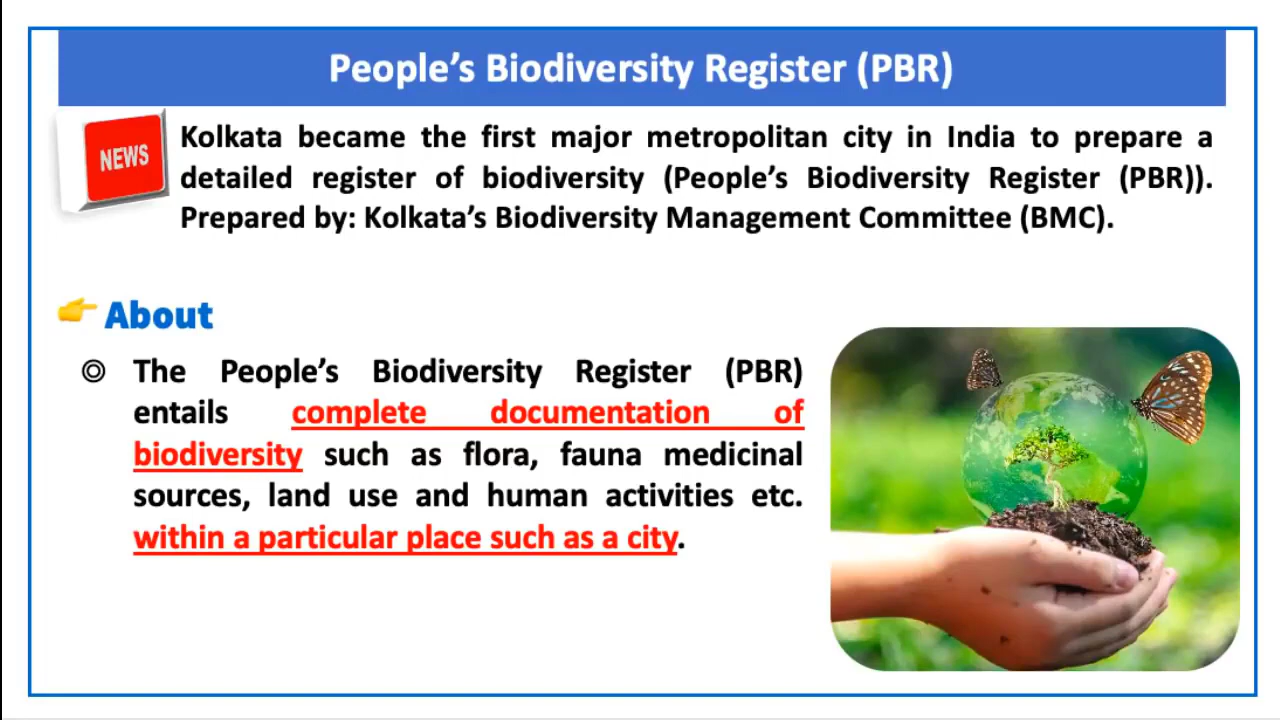 People's Biodiversity Register (PBR)
NEWS
Kolkata became the first major metropolitan city in India to prepare a
detailed register of biodiversity (People's Biodiversity Register (PBR)).
Prepared by: Kolkata's Biodiversity Management Committee (BMC).
👉 About
◎ The People's Biodiversity Register (PBR)
entails complete documentation of
biodiversity such as flora, fauna medicinal
sources, land use and human activities etc.
within a particular place such as a city.